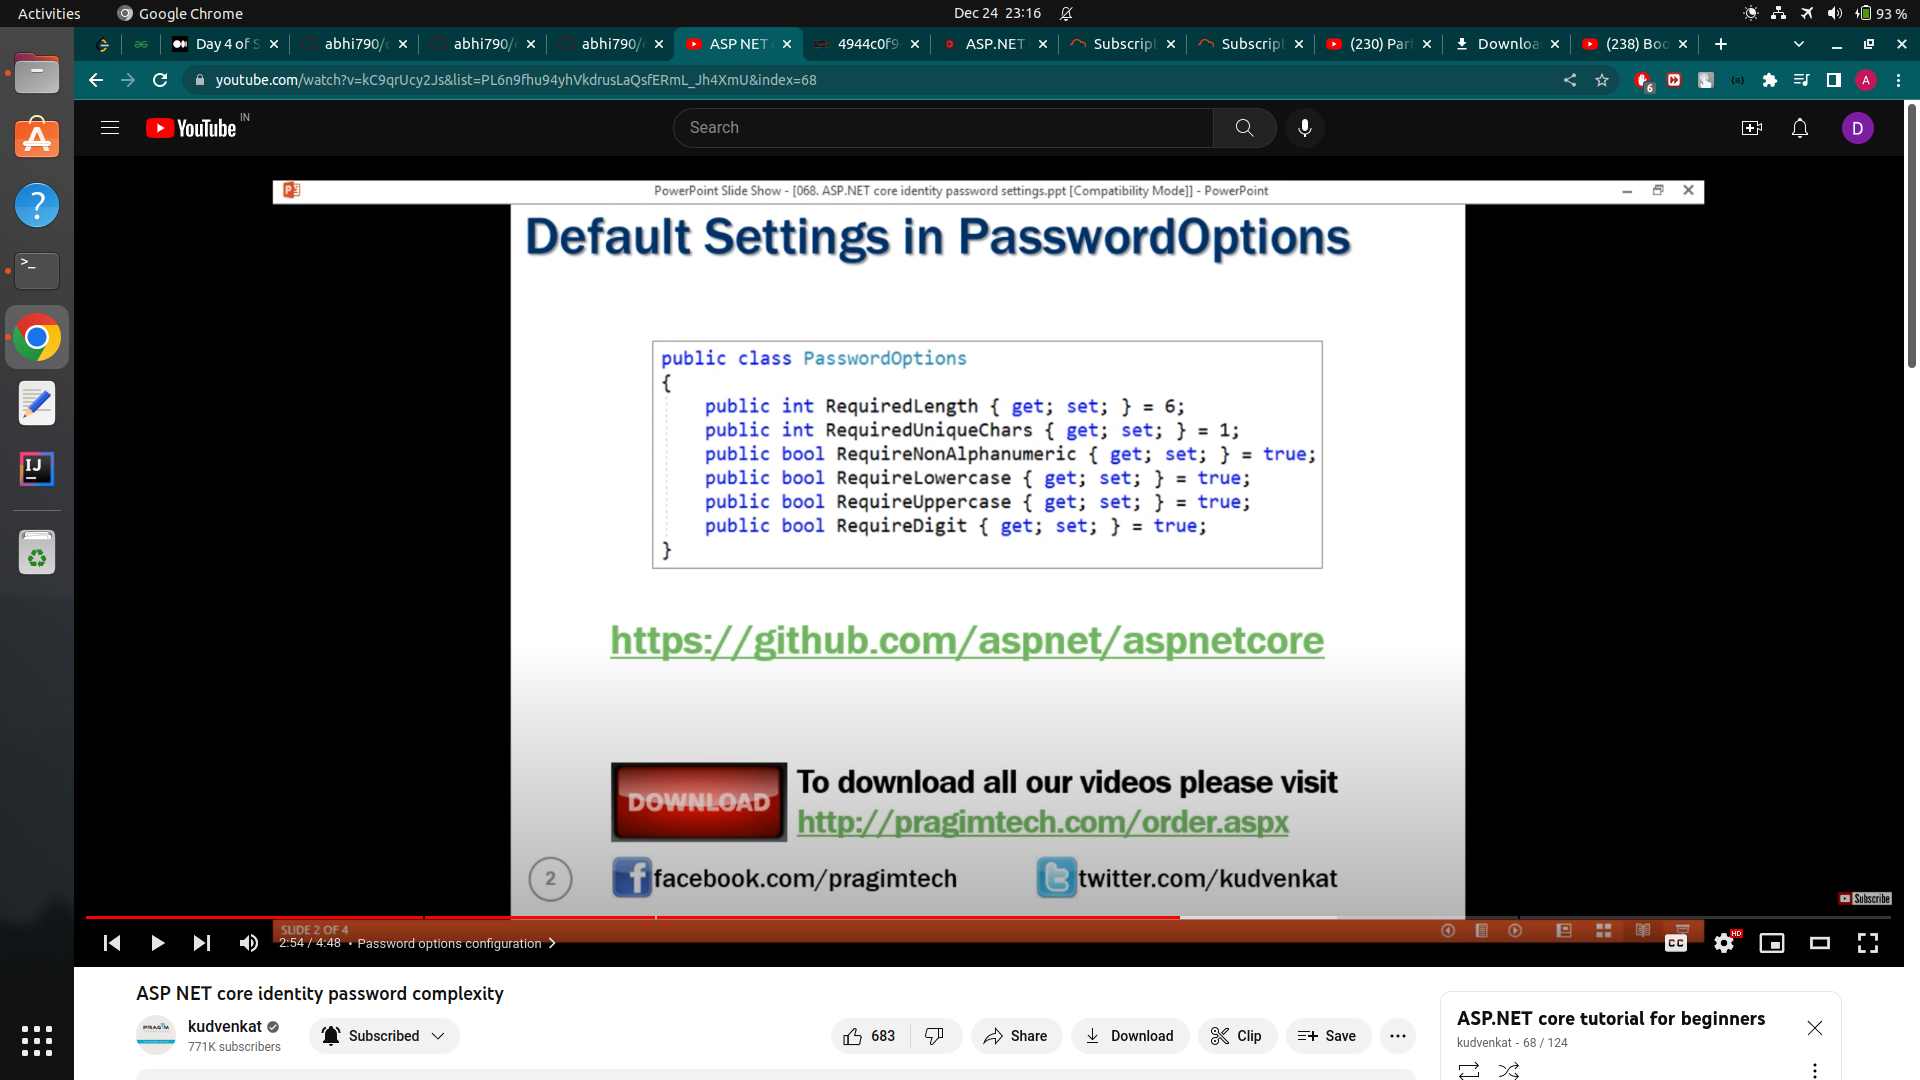 Activities
Google Chrome
Dec 24 23:16
93 %
Day 4 of S
abhi790/
abhi790/
abhi790/
ASP NET
4944c0f9
ASP.NET
Subscript
Subscript
(230) Par
Downloa
(238) Boo
youtube.com/watch?v=kC9qrUcy2Js&list=PL6n9fhu94yhVkdrusLaQsfERmL_Jh4XmU&index=68
6
A
YouTube
IN
Search
D
PowerPoint Slide Show - [068. ASP.NET core identity password settings.ppt [Compatibility Mode]] - PowerPoint
Default Settings in PasswordOptions
public class PasswordOptions
{
public int RequiredLength { get; set; } = 6;
public int RequiredUniqueChars { get; set; } = 1;
public bool RequireNonAlphanumeric { get; set; } = true;
public bool RequireLowercase { get; set; } = true;
public bool RequireUppercase { get; set; } = true;
public bool RequireDigit { get; set; } = true;
}
https://github.com/aspnet/aspnetcore
DOWNLOAD
To download all our videos please visit
http://pragimtech.com/order.aspx
2
facebook.com/pragimtech
twitter.com/kudvenkat
Subscribe
SLIDE 2 OF 4
2:54 / 4:48 • Password options configuration
CC
HD
ASP NET core identity password complexity
PRAGIM
kudvenkat
771K subscribers
Subscribed
683
Share
Download
Clip
Save
ASP.NET core tutorial for beginners
kudvenkat - 68 / 124